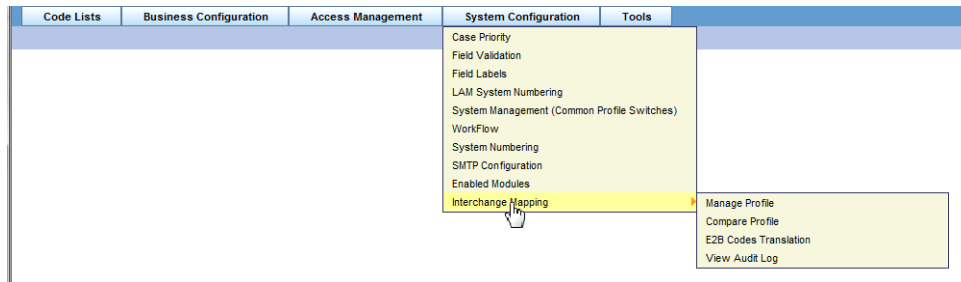 Code Lists Business Configuration Access Management System Configuration Tools
Case Priority
Field Validation
Field Labels
LAM System Numbering
System Management (Common Profile Switches)
WorkFlow
System Numbering
SMTP Configuration
Enabled Modules
Interchange Mapping
Manage Profile
Compare Profile
E2B Codes Translation
View Audit Log